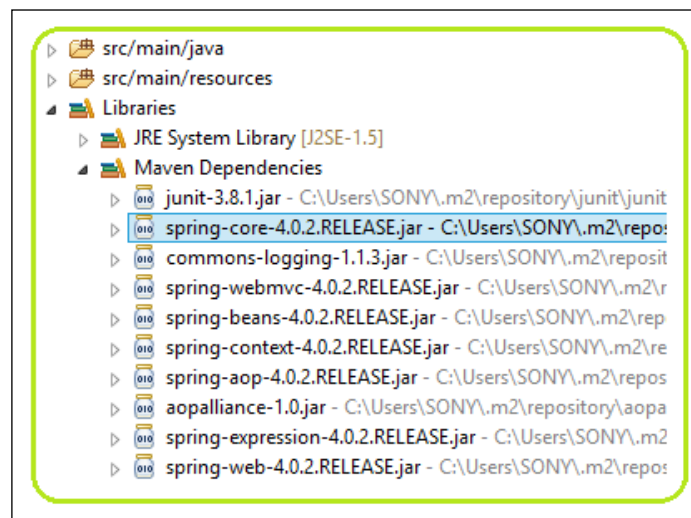 src/main/java
src/main/resources
Libraries
JRE System Library [J2SE-1.5]
Maven Dependencies
junit-3.8.1.jar - C:\Users\SONY\.m2\repository\junit\junit
spring-core-4.0.2.RELEASE.jar - C:\Users\SONY\.m2\repos
commons-logging-1.1.3.jar - C:\Users\SONY\.m2\reposit
spring-webmvc-4.0.2.RELEASE.jar - C:\Users\SONY\.m2\r
spring-beans-4.0.2.RELEASE.jar - C:\Users\SONY\.m2\rep
spring-context-4.0.2.RELEASE.jar - C:\Users\SONY\.m2\re
spring-aop-4.0.2.RELEASE.jar - C:\Users\SONY\.m2\repos
aopalliance-1.0.jar - C:\Users\SONY\.m2\repository\aopa
spring-expression-4.0.2.RELEASE.jar - C:\Users\SONY\.m2
spring-web-4.0.2.RELEASE.jar - C:\Users\SONY\.m2\repos